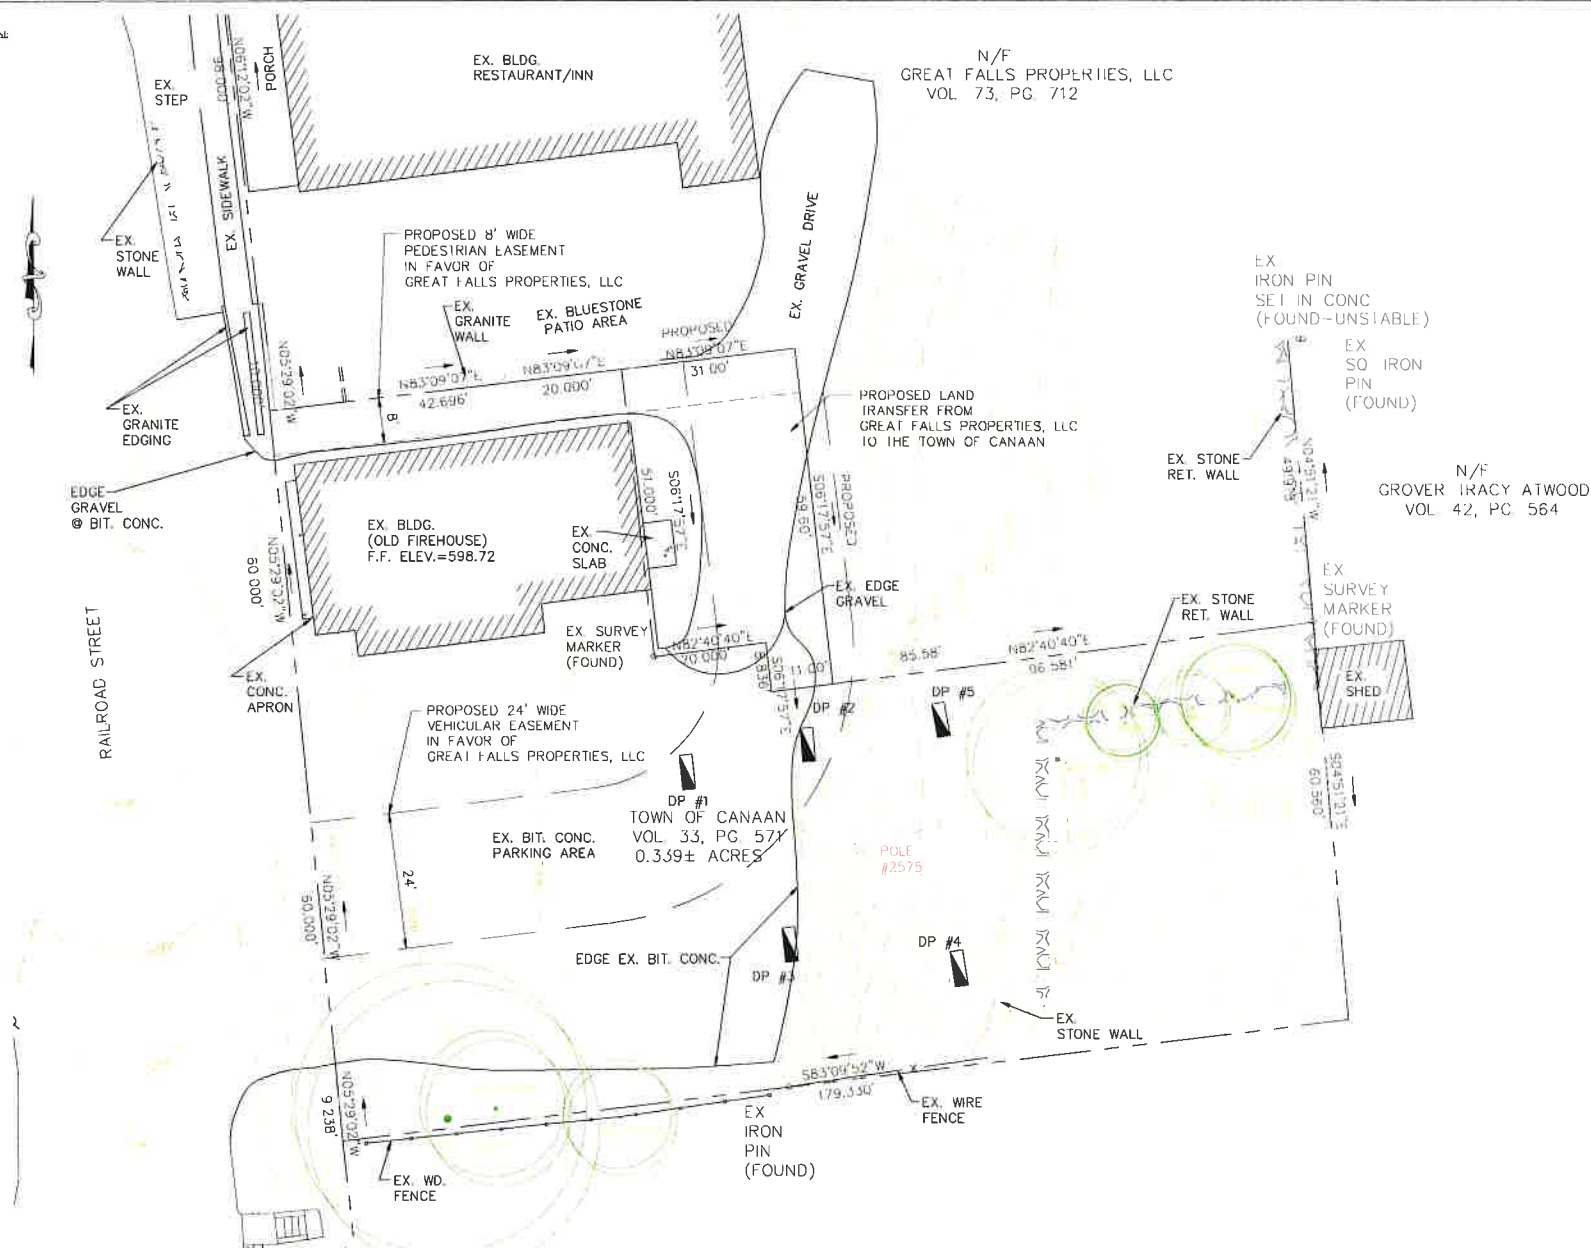 EX.
STEP
N06°12'02"W
98.000'
PORCH
EX. BLDG.
RESTAURANT/INN
N/F
GREAT FALLS PROPERTIES, LLC
VOL 73, PG 712
EX. SIDEWALK
EX.
STONE
WALL
PROPOSED 8' WIDE
PEDESTRIAN EASEMENT
IN FAVOR OF
GREAT FALLS PROPERTIES, LLC
EX.
GRANITE
WALL
EX. BLUESTONE
PATIO AREA
EX. GRAVEL DRIVE
PROPOSED
N83°09'07"E
31.00'
N83°09'07"E
20.000'
N83°09'07"E
42.696'
8'
N05°29'02"W
EX.
GRANITE
EDGING
EDGE
GRAVEL
@ BIT. CONC.
PROPOSED LAND
TRANSFER FROM
GREAT FALLS PROPERTIES, LLC
TO THE TOWN OF CANAAN
EX
IRON PIN
SET IN CONC
(FOUND-UNSTABLE)
EX
SQ IRON
PIN
(FOUND)
EX. STONE
RET. WALL
N04°51'21"W
N/F
GROVER TRACY ATWOOD
VOL 42, PG 564
EX. BLDG.
(OLD FIREHOUSE)
F.F. ELEV.=598.72
EX.
CONC.
SLAB
S06°17'57"E
51.000'
PROPOSED
S06°17'57"E
59.60'
N05°29'02"W
60.000'
EX. EDGE
GRAVEL
EX. SURVEY
MARKER
(FOUND)
N82°40'40"E
20.000'
S06°17'57"E
8.836'
11.00'
85.58'
N82°40'40"E
96.581'
EX. STONE
RET. WALL
EX
SURVEY
MARKER
(FOUND)
EX.
SHED
RAILROAD STREET
EX.
CONC.
APRON
PROPOSED 24' WIDE
VEHICULAR EASEMENT
IN FAVOR OF
GREAT FALLS PROPERTIES, LLC
DP #2
DP #5
DP #1
TOWN OF CANAAN
VOL 33, PG 571
0.339± ACRES
EX. BIT. CONC.
PARKING AREA
24'
POLE
#2575
S04°51'21"E
60.560'
N05°29'02"W
60.000'
EDGE EX. BIT. CONC.
DP #3
DP #4
EX.
STONE WALL
S83°09'52"W
179.330'
EX. WIRE
FENCE
EX
IRON
PIN
(FOUND)
N05°29'02"W
9.238'
EX. WD.
FENCE